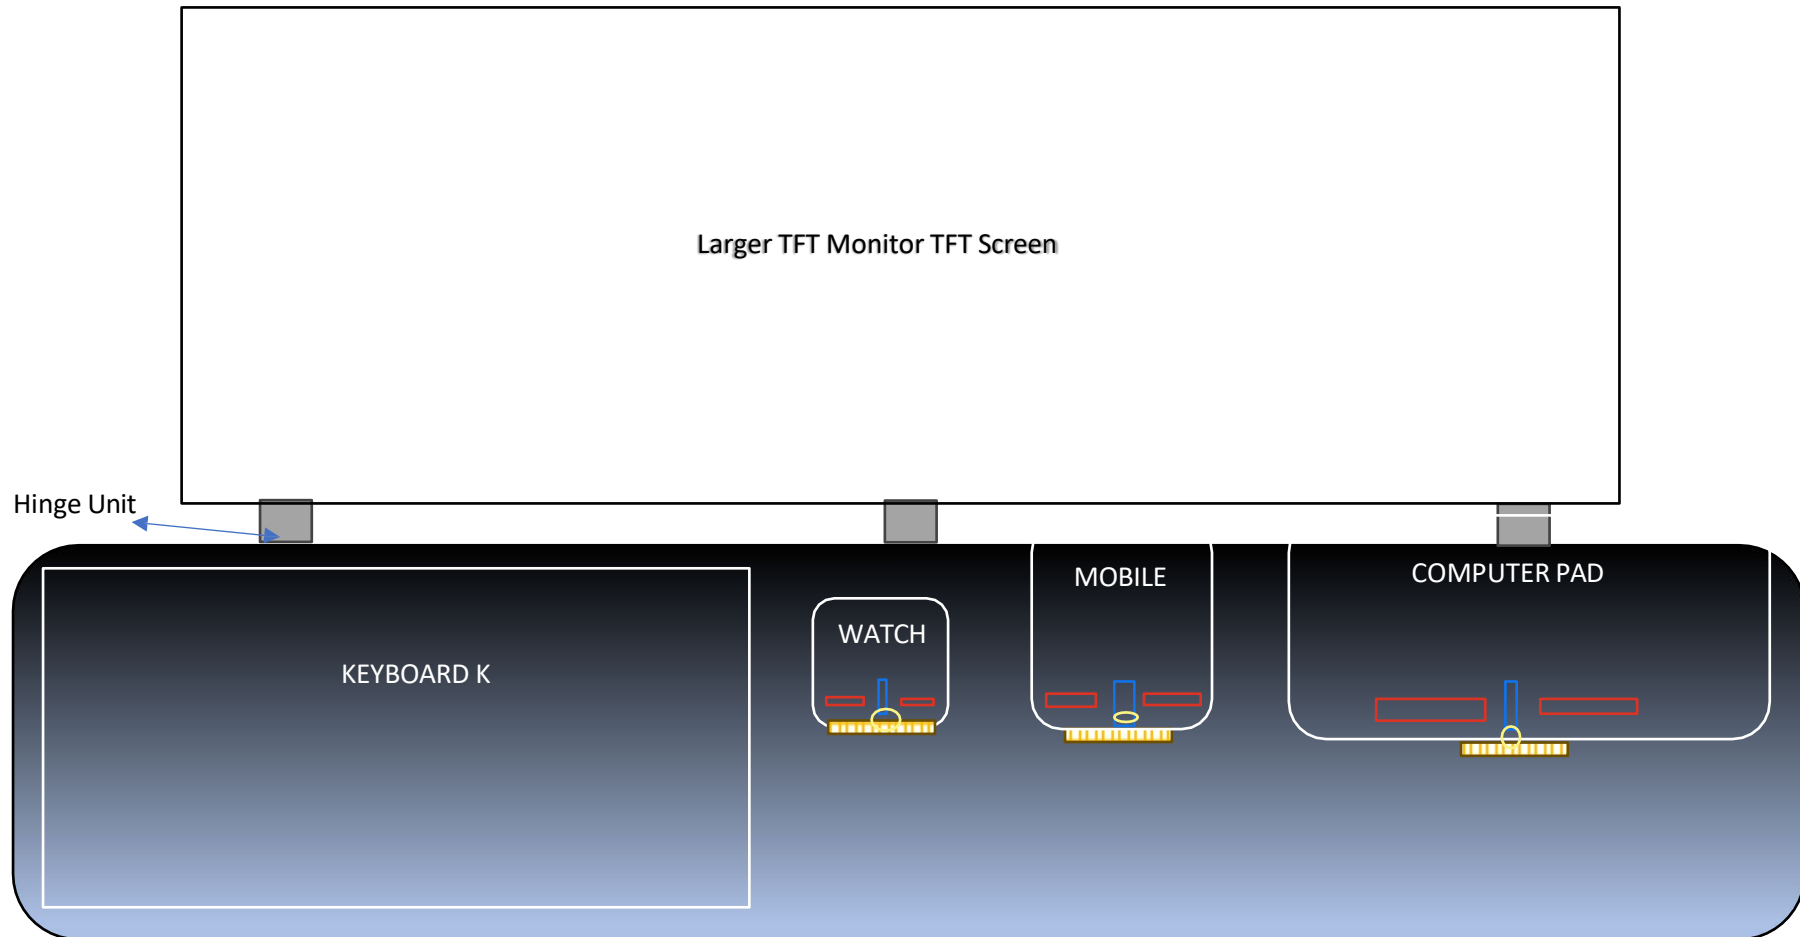 Larger TFT Monitor TFT Screen
Hinge Unit
MOBILE
COMPUTER PAD
WATCH
KEYBOARD K